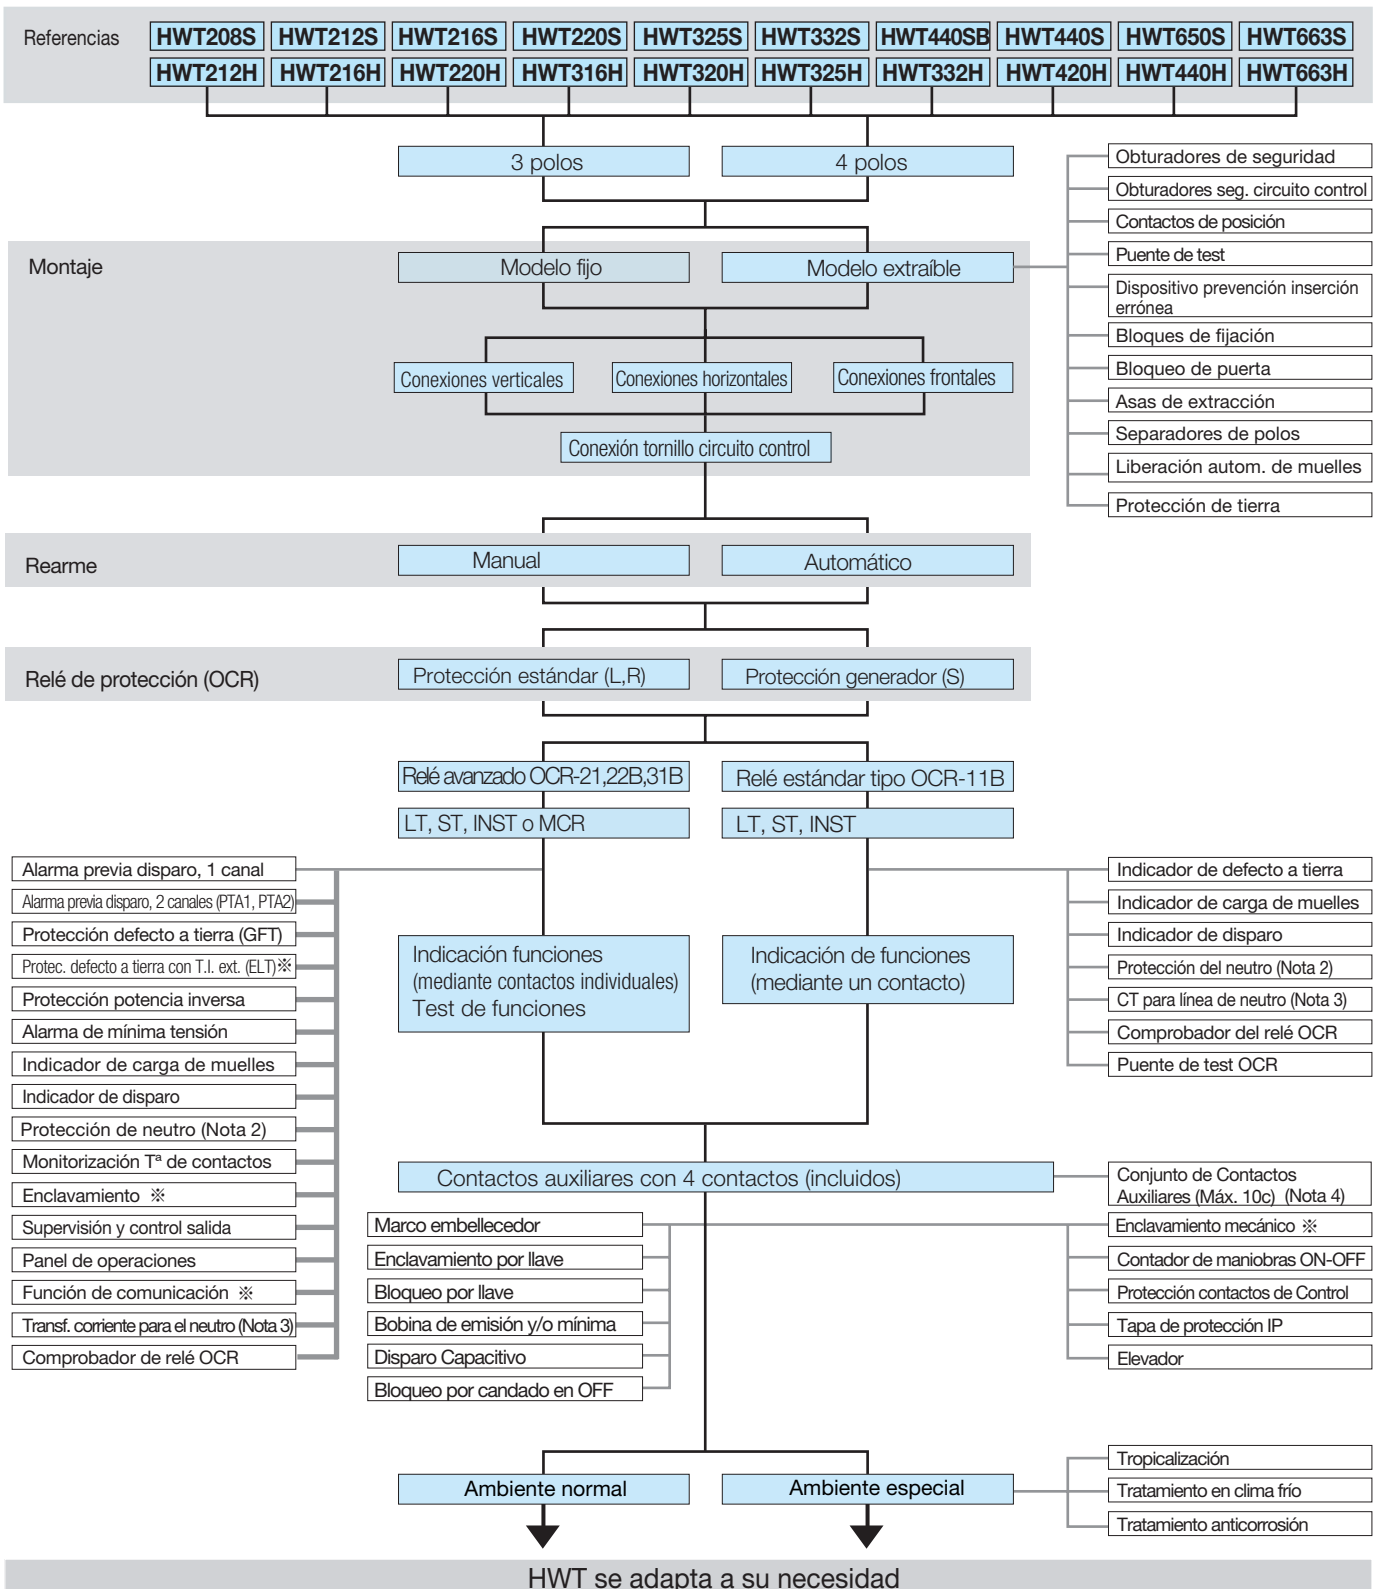 Referencias
HWT208S HWT212S HWT216S HWT220S HWT325S HWT332S HWT440SB HWT440S HWT650S HWT663S
HWT212H HWT216H HWT220H HWT316H HWT320H HWT325H HWT332H HWT420H HWT440H HWT663H
3 polos
4 polos
Obturadores de seguridad
Obturadores seg. circuito control
Contactos de posición
Puente de test
Dispositivo prevención inserción
errónea
Bloques de fijación
Bloqueo de puerta
Asas de extracción
Separadores de polos
Liberación autom. de muelles
Protección de tierra
Montaje
Modelo fijo
Modelo extraíble
Conexiones verticales
Conexiones horizontales
Conexiones frontales
Conexión tornillo circuito control
Rearme
Manual
Automático
Relé de protección (OCR)
Protección estándar (L,R)
Protección generador (S)
Relé avanzado OCR-21,22B,31B
Relé estándar tipo OCR-11B
LT, ST, INST o MCR
LT, ST, INST
Alarma previa disparo, 1 canal
Alarma previa disparo, 2 canales (PTA1, PTA2)
Protección defecto a tierra (GFT)
Protec. defecto a tierra con T.I. ext. (ELT)※
Protección potencia inversa
Alarma de mínima tensión
Indicador de carga de muelles
Indicador de disparo
Protección de neutro (Nota 2)
Monitorización Tª de contactos
Enclavamiento ※
Supervisión y control salida
Panel de operaciones
Función de comunicación ※
Transf. corriente para el neutro (Nota 3)
Comprobador de relé OCR
Indicación funciones
(mediante contactos individuales)
Test de funciones
Indicación de funciones
(mediante un contacto)
Indicador de defecto a tierra
Indicador de carga de muelles
Indicador de disparo
Protección del neutro (Nota 2)
CT para línea de neutro (Nota 3)
Comprobador del relé OCR
Puente de test OCR
Contactos auxiliares con 4 contactos (incluidos)
Conjunto de Contactos
Auxiliares (Máx. 10c) (Nota 4)
Marco embellecedor
Enclavamiento por llave
Bloqueo por llave
Bobina de emisión y/o mínima
Disparo Capacitivo
Bloqueo por candado en OFF
Enclavamiento mecánico ※
Contador de maniobras ON-OFF
Protección contactos de Control
Tapa de protección IP
Elevador
Ambiente normal
Ambiente especial
Tropicalización
Tratamiento en clima frío
Tratamiento anticorrosión
HWT se adapta a su necesidad